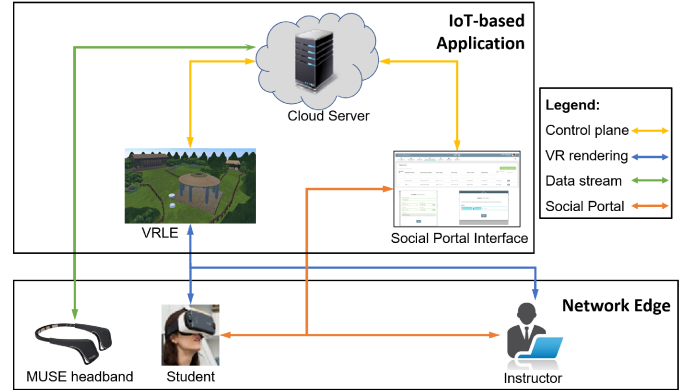 IoT-based
Application
Cloud Server
VRLE
Social Portal Interface
Legend:
Control plane
VR rendering
Data stream
Social Portal
Network Edge
MUSE headband
Student
Instructor